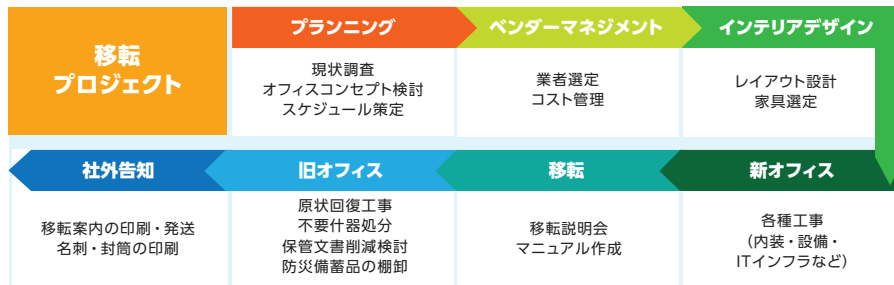 移転
プロジェクト
プランニング
現状調査
オフィスコンセプト検討
スケジュール策定
ベンダーマネジメント
業者選定
コスト管理
インテリアデザイン
レイアウト設計
家具選定
新オフィス
各種工事
(内装・設備・
ITインフラなど)
移転
移転説明会
マニュアル作成
旧オフィス
原状回復工事
不要什器処分
保管文書削減検討
防災備蓄品の棚卸
社外告知
移転案内の印刷・発送
名刺・封筒の印刷